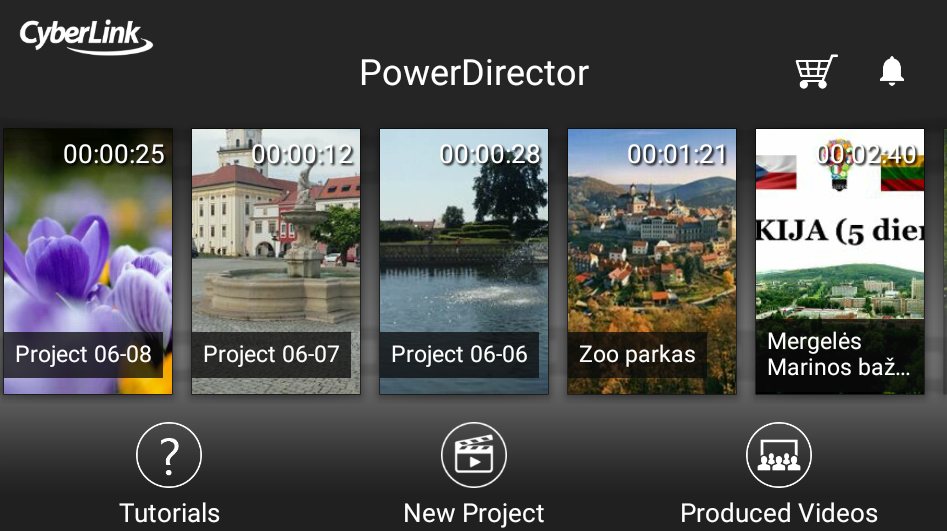 CyberLink
PowerDirector
00:00:25
00:00:12
00:00:28
00:01:21
00:02:40
KIJA (5 dien
Project 06-08
Project 06-07
Project 06-06
Zoo parkas
Mergelės
Marinos baž...
?
Tutorials
New Project
Produced Videos